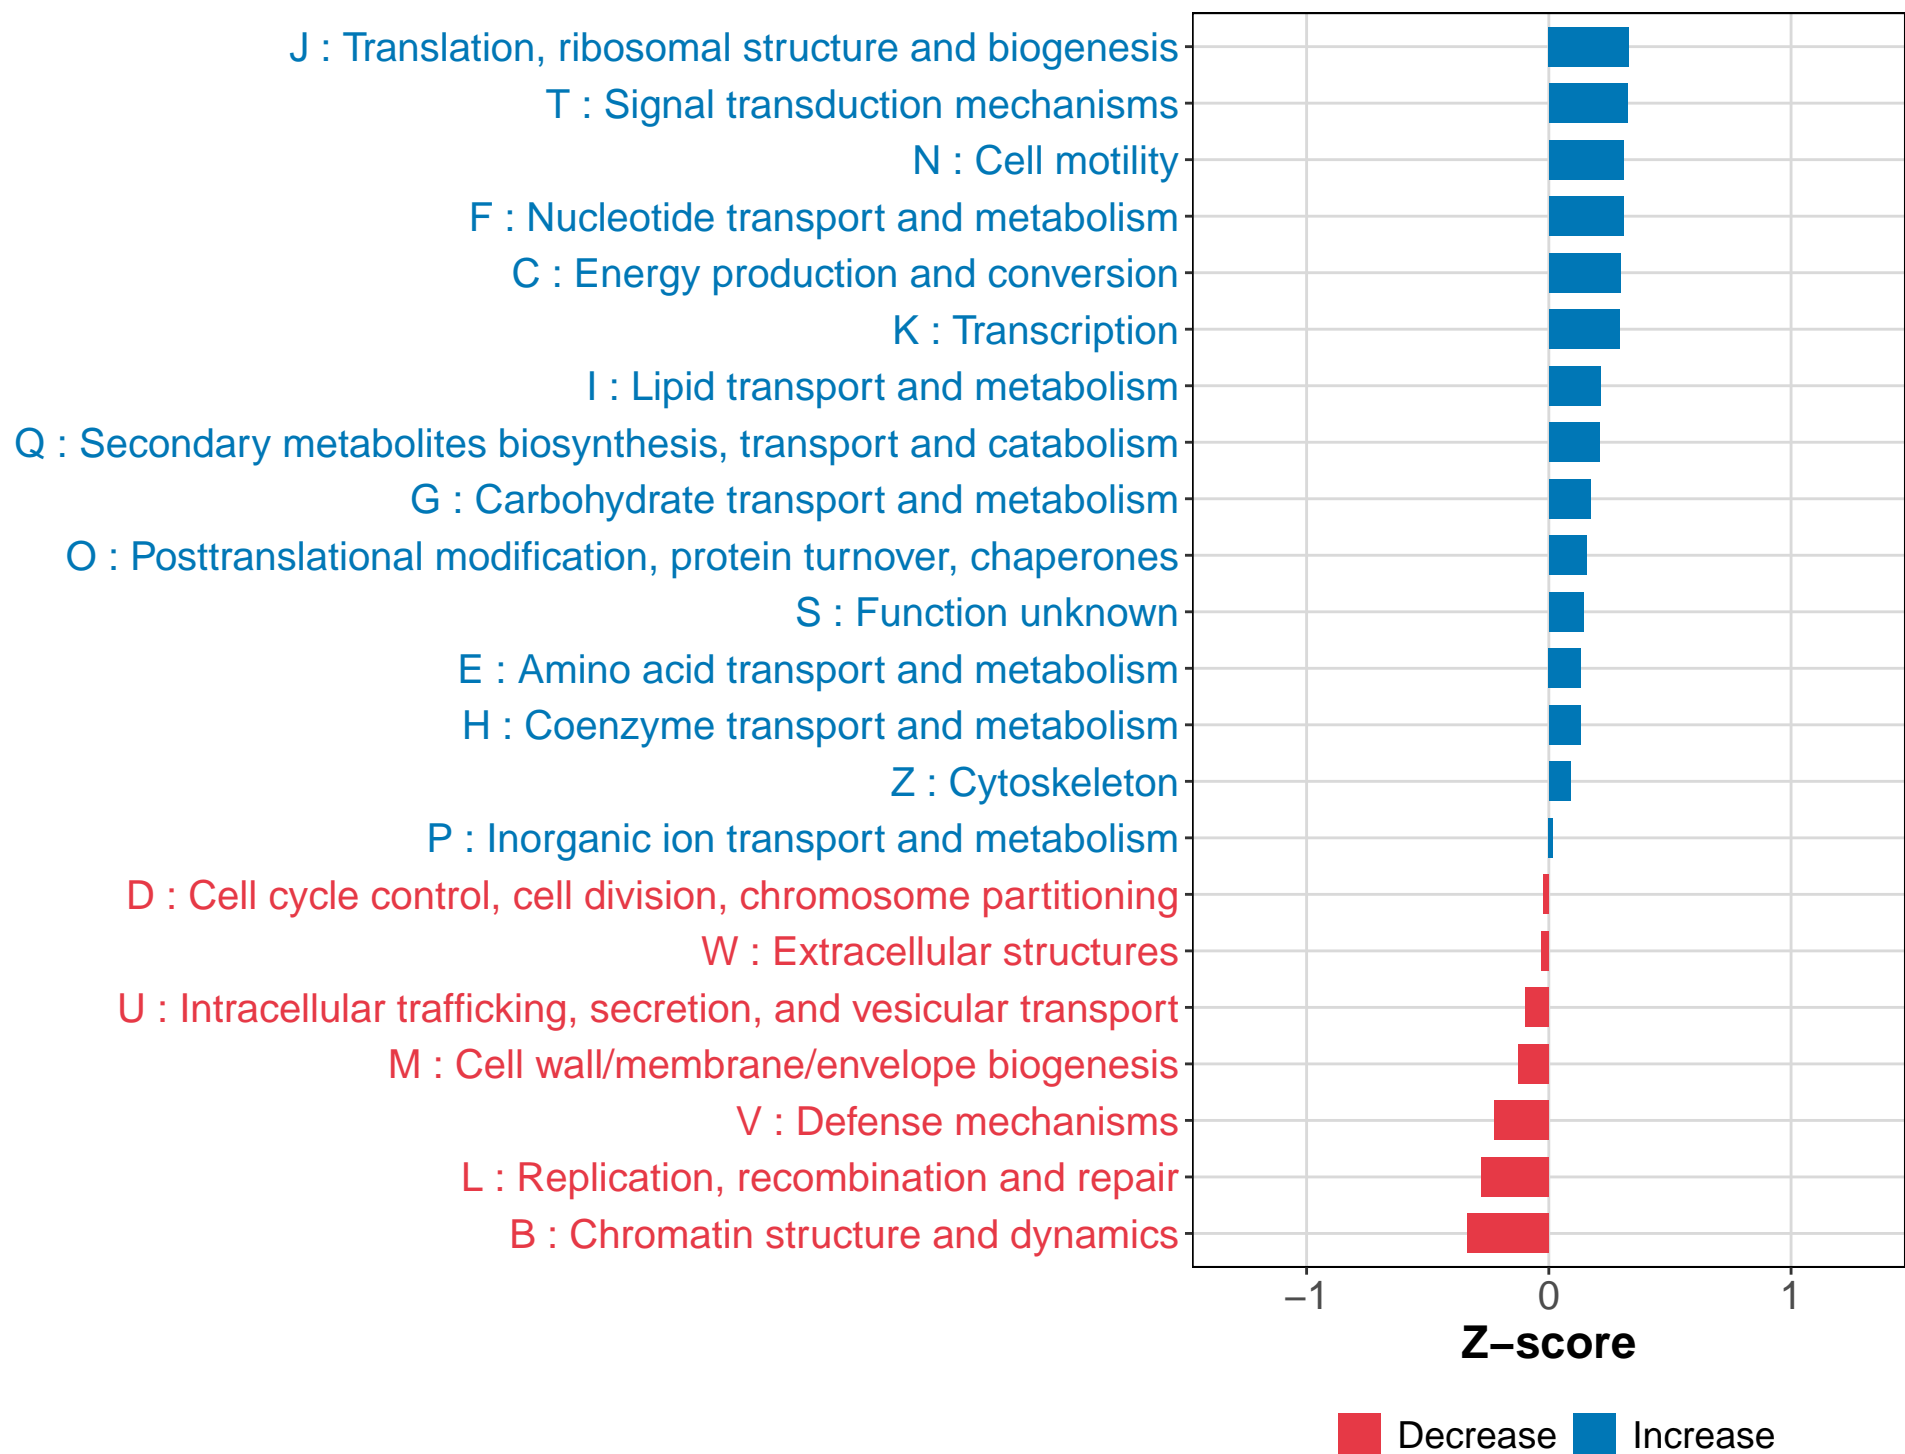 J : Translation, ribosomal structure and biogenesis
T : Signal transduction mechanisms
N : Cell motility
F : Nucleotide transport and metabolism
C : Energy production and conversion
K : Transcription
I : Lipid transport and metabolism
Q : Secondary metabolites biosynthesis, transport and catabolism
G : Carbohydrate transport and metabolism
O : Posttranslational modification, protein turnover, chaperones
S : Function unknown
E : Amino acid transport and metabolism
H : Coenzyme transport and metabolism
Z : Cytoskeleton
P : Inorganic ion transport and metabolism
D : Cell cycle control, cell division, chromosome partitioning
W : Extracellular structures
U : Intracellular trafficking, secretion, and vesicular transport
M : Cell wall/membrane/envelope biogenesis
V : Defense mechanisms
L : Replication, recombination and repair
B : Chromatin structure and dynamics
−1 0 1
Z−score
Decrease Increase